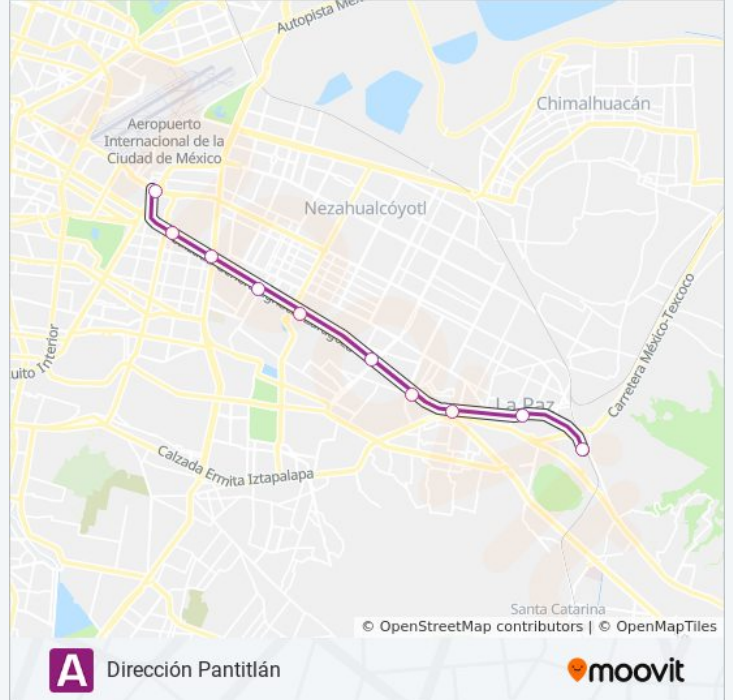 Autopista Méx
Chimalhuacán
Aeropuerto
Internacional de la
Ciudad de México
Nezahualcóyotl
Carretera México-Texcoco
uito Interior
La Paz
Calzada Ermita Iztapalapa
Santa Catarina
© OpenStreetMap contributors | © OpenMapTiles
A Dirección Pantitlán
moovit